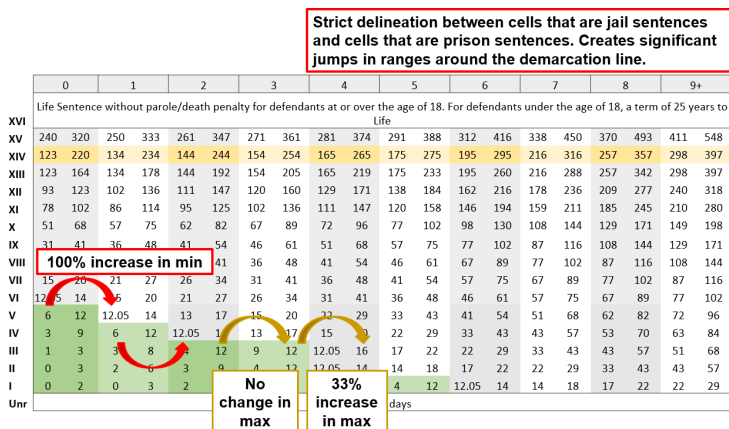 Strict delineation between cells that are jail sentences
and cells that are prison sentences. Creates significant
jumps in ranges around the demarcation line.
0 1 2 3 4 5 6 7 8 9+
Life Sentence without parole/death penalty for defendants at or over the age of 18. For defendants under the age of 18, a term of 25 years to
XVI Life
XV 240 320 250 333 261 347 271 361 281 374 291 388 312 416 338 450 370 493 411 548
XIV 123 220 134 234 144 244 154 254 165 265 175 275 195 295 216 316 257 357 298 397
XIII 123 164 134 178 144 192 154 205 165 219 175 233 195 260 216 288 257 342 298 397
XII 93 123 102 136 111 147 120 160 129 171 138 184 162 216 178 236 209 277 240 318
XI 78 102 86 114 95 125 102 136 111 147 120 158 146 194 159 211 185 245 210 280
X 51 68 57 75 62 82 67 89 72 96 77 102 98 130 108 144 129 171 149 198
IX 31 41 36 48 41 54 46 61 51 68 57 75 77 102 87 116 108 144 129 171
VIII 41 36 48 41 54 46 61 67 89 77 102 87 116 108 144
100% increase in min
VII 15 20 21 27 26 34 31 41 36 48 41 54 57 75 67 89 77 102 87 116
VI 12.05 14 15 20 21 27 26 34 31 41 36 48 46 61 57 75 67 89 77 102
V 6 12 12.05 14 13 17 15 20 22 29 33 43 41 54 51 68 62 82 72 96
IV 3 9 6 12 12.05 13 17 15 22 29 33 43 43 57 53 70 63 84
III 1 3 3 8 4 12 9 12 12.05 16 17 22 22 29 33 43 43 57 51 68
II 0 3 2 6 3 9 4 12 12.05 14 14 18 17 22 22 29 33 43 43 57
I 0 2 0 3 2 4 12 12.05 14 14 18 17 22 22 29
Unr days
No
change in
max
33%
increase
in max